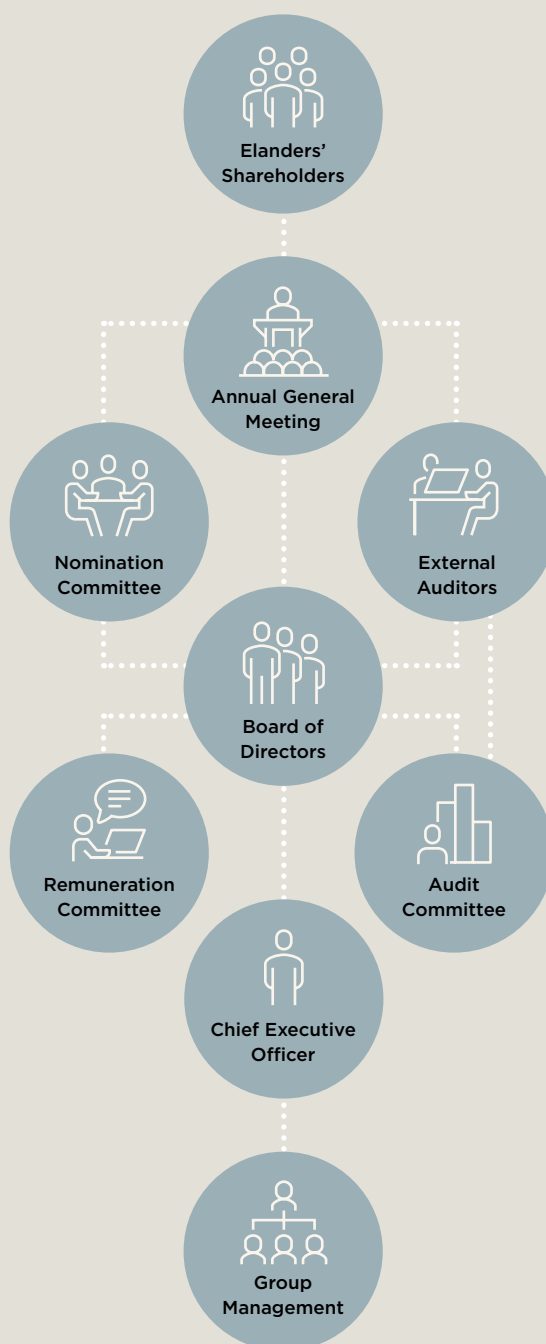 Elanders’
Shareholders
Annual General
Meeting
Nomination
Committee
External
Auditors
Board of
Directors
Remuneration
Committee
Audit
Committee
Chief Executive
Officer
Group
Management